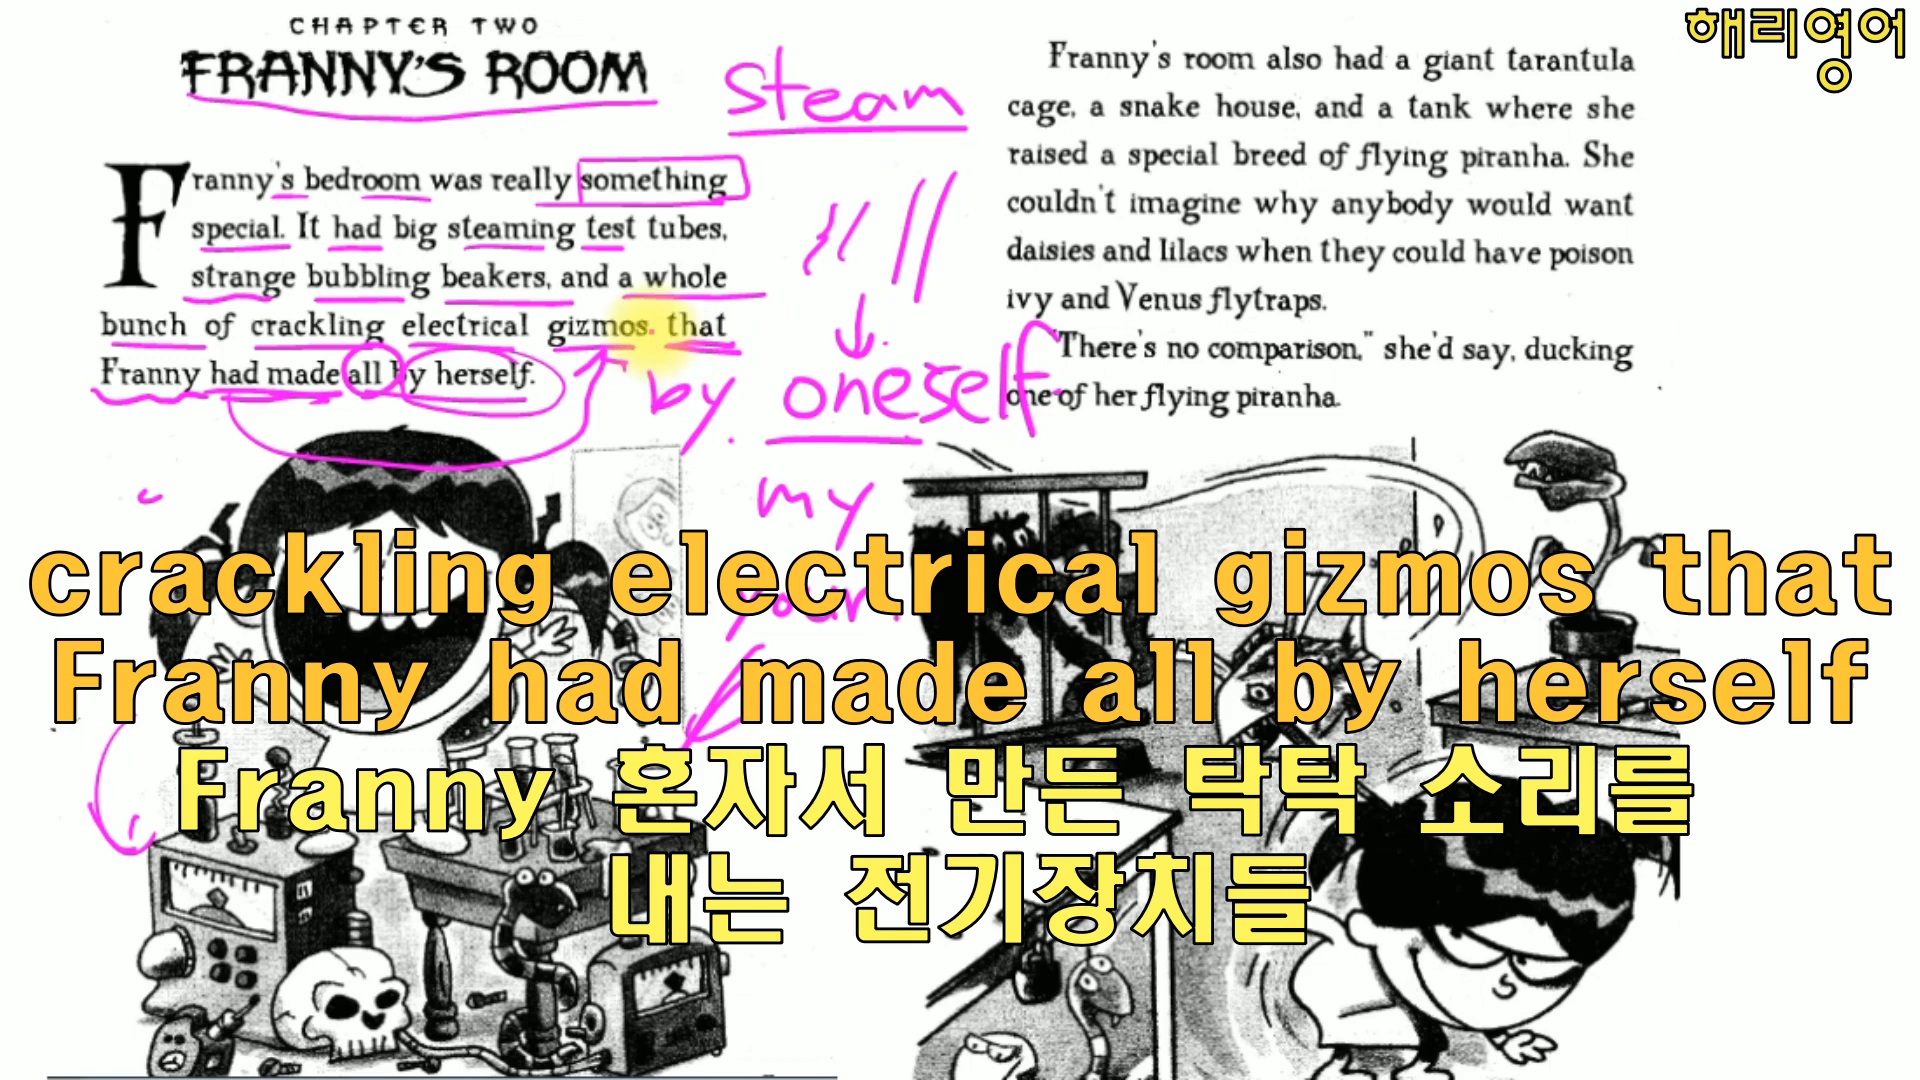 CHAPTER TWO
FRANNY'S ROOM
Franny's bedroom was really something
special. It had big steaming test tubes,
strange bubbling beakers, and a whole
bunch of crackling electrical gizmos that
Franny had made all by herself.
steam
by oneself
my
your
해리영어
Franny's room also had a giant tarantula
cage, a snake house, and a tank where she
raised a special breed of flying piranha. She
couldn't imagine why anybody would want
daisies and lilacs when they could have poison
ivy and Venus flytraps.
"There's no comparison," she'd say, ducking
one of her flying piranha.
crackling electrical gizmos that
Franny had made all by herself
Franny 혼자서 만든 탁탁 소리를
내는 전기장치들